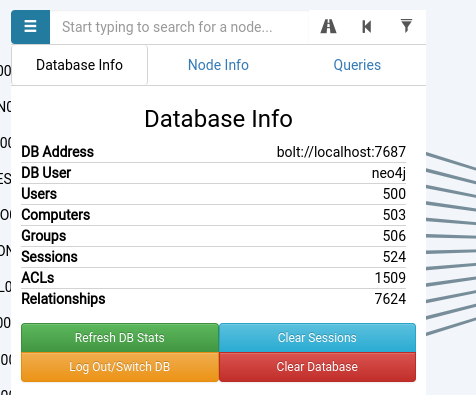 Start typing to search for a node...
Database Info Node Info Queries
Database Info
DB Address bolt://localhost:7687
DB User neo4j
Users 500
Computers 503
Groups 506
Sessions 524
ACLs 1509
Relationships 7624
Refresh DB Stats Clear Sessions
Log Out/Switch DB Clear Database